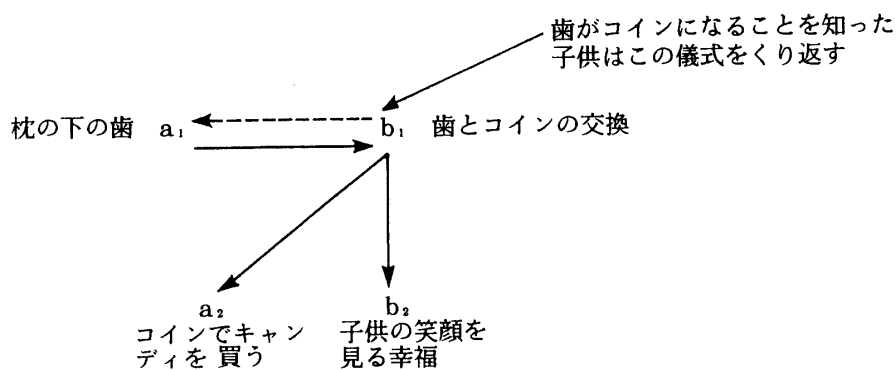 歯がコインになることを知った
子供はこの儀式をくり返す
枕の下の歯 a₁ b₁ 歯とコインの交換
a₂ b₂
コインでキャン 子供の笑顔を
ディを 買う 見る幸福